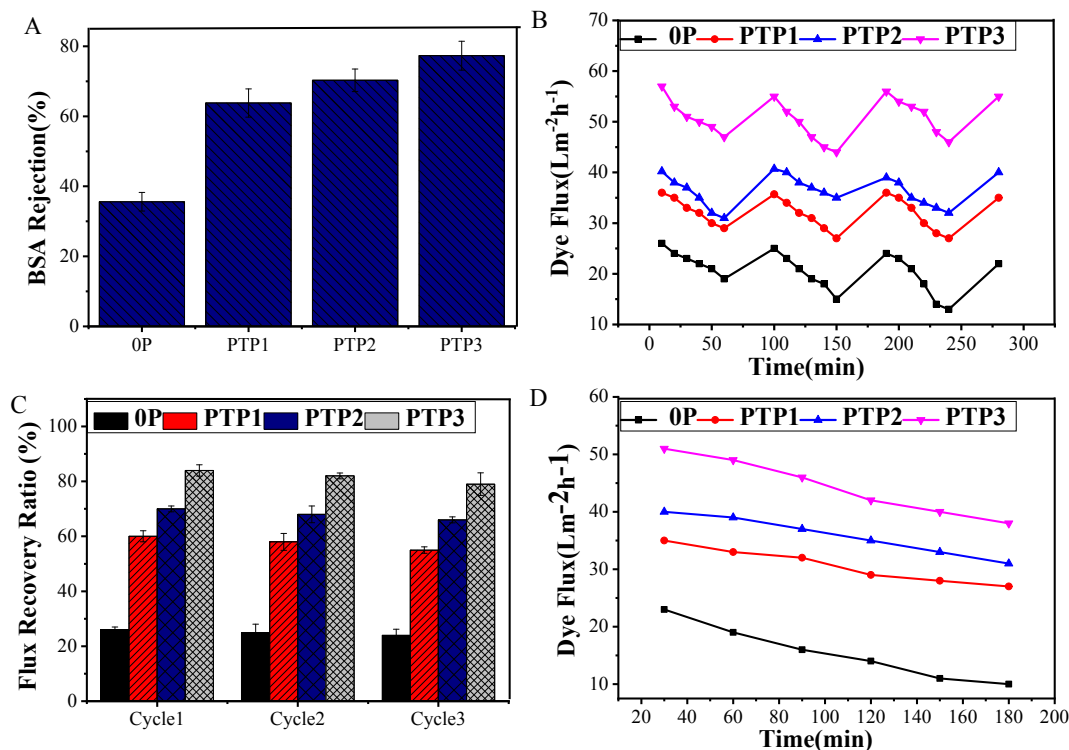 A
BSA Rejection(%)
80
60
40
20
0
0P PTP1 PTP2 PTP3
B
0P PTP1 PTP2 PTP3
Dye Flux(Lm-2h-1)
70
60
50
40
30
20
10
0 50 100 150 200 250 300
Time(min)
C
0P PTP1 PTP2 PTP3
Flux Recovery Ratio (%)
100
80
60
40
20
0
Cycle1 Cycle2 Cycle3
D
0P PTP1 PTP2 PTP3
Dye Flux(Lm-2h-1)
60
50
40
30
20
10
20 40 60 80 100 120 140 160 180 200
Time(min)